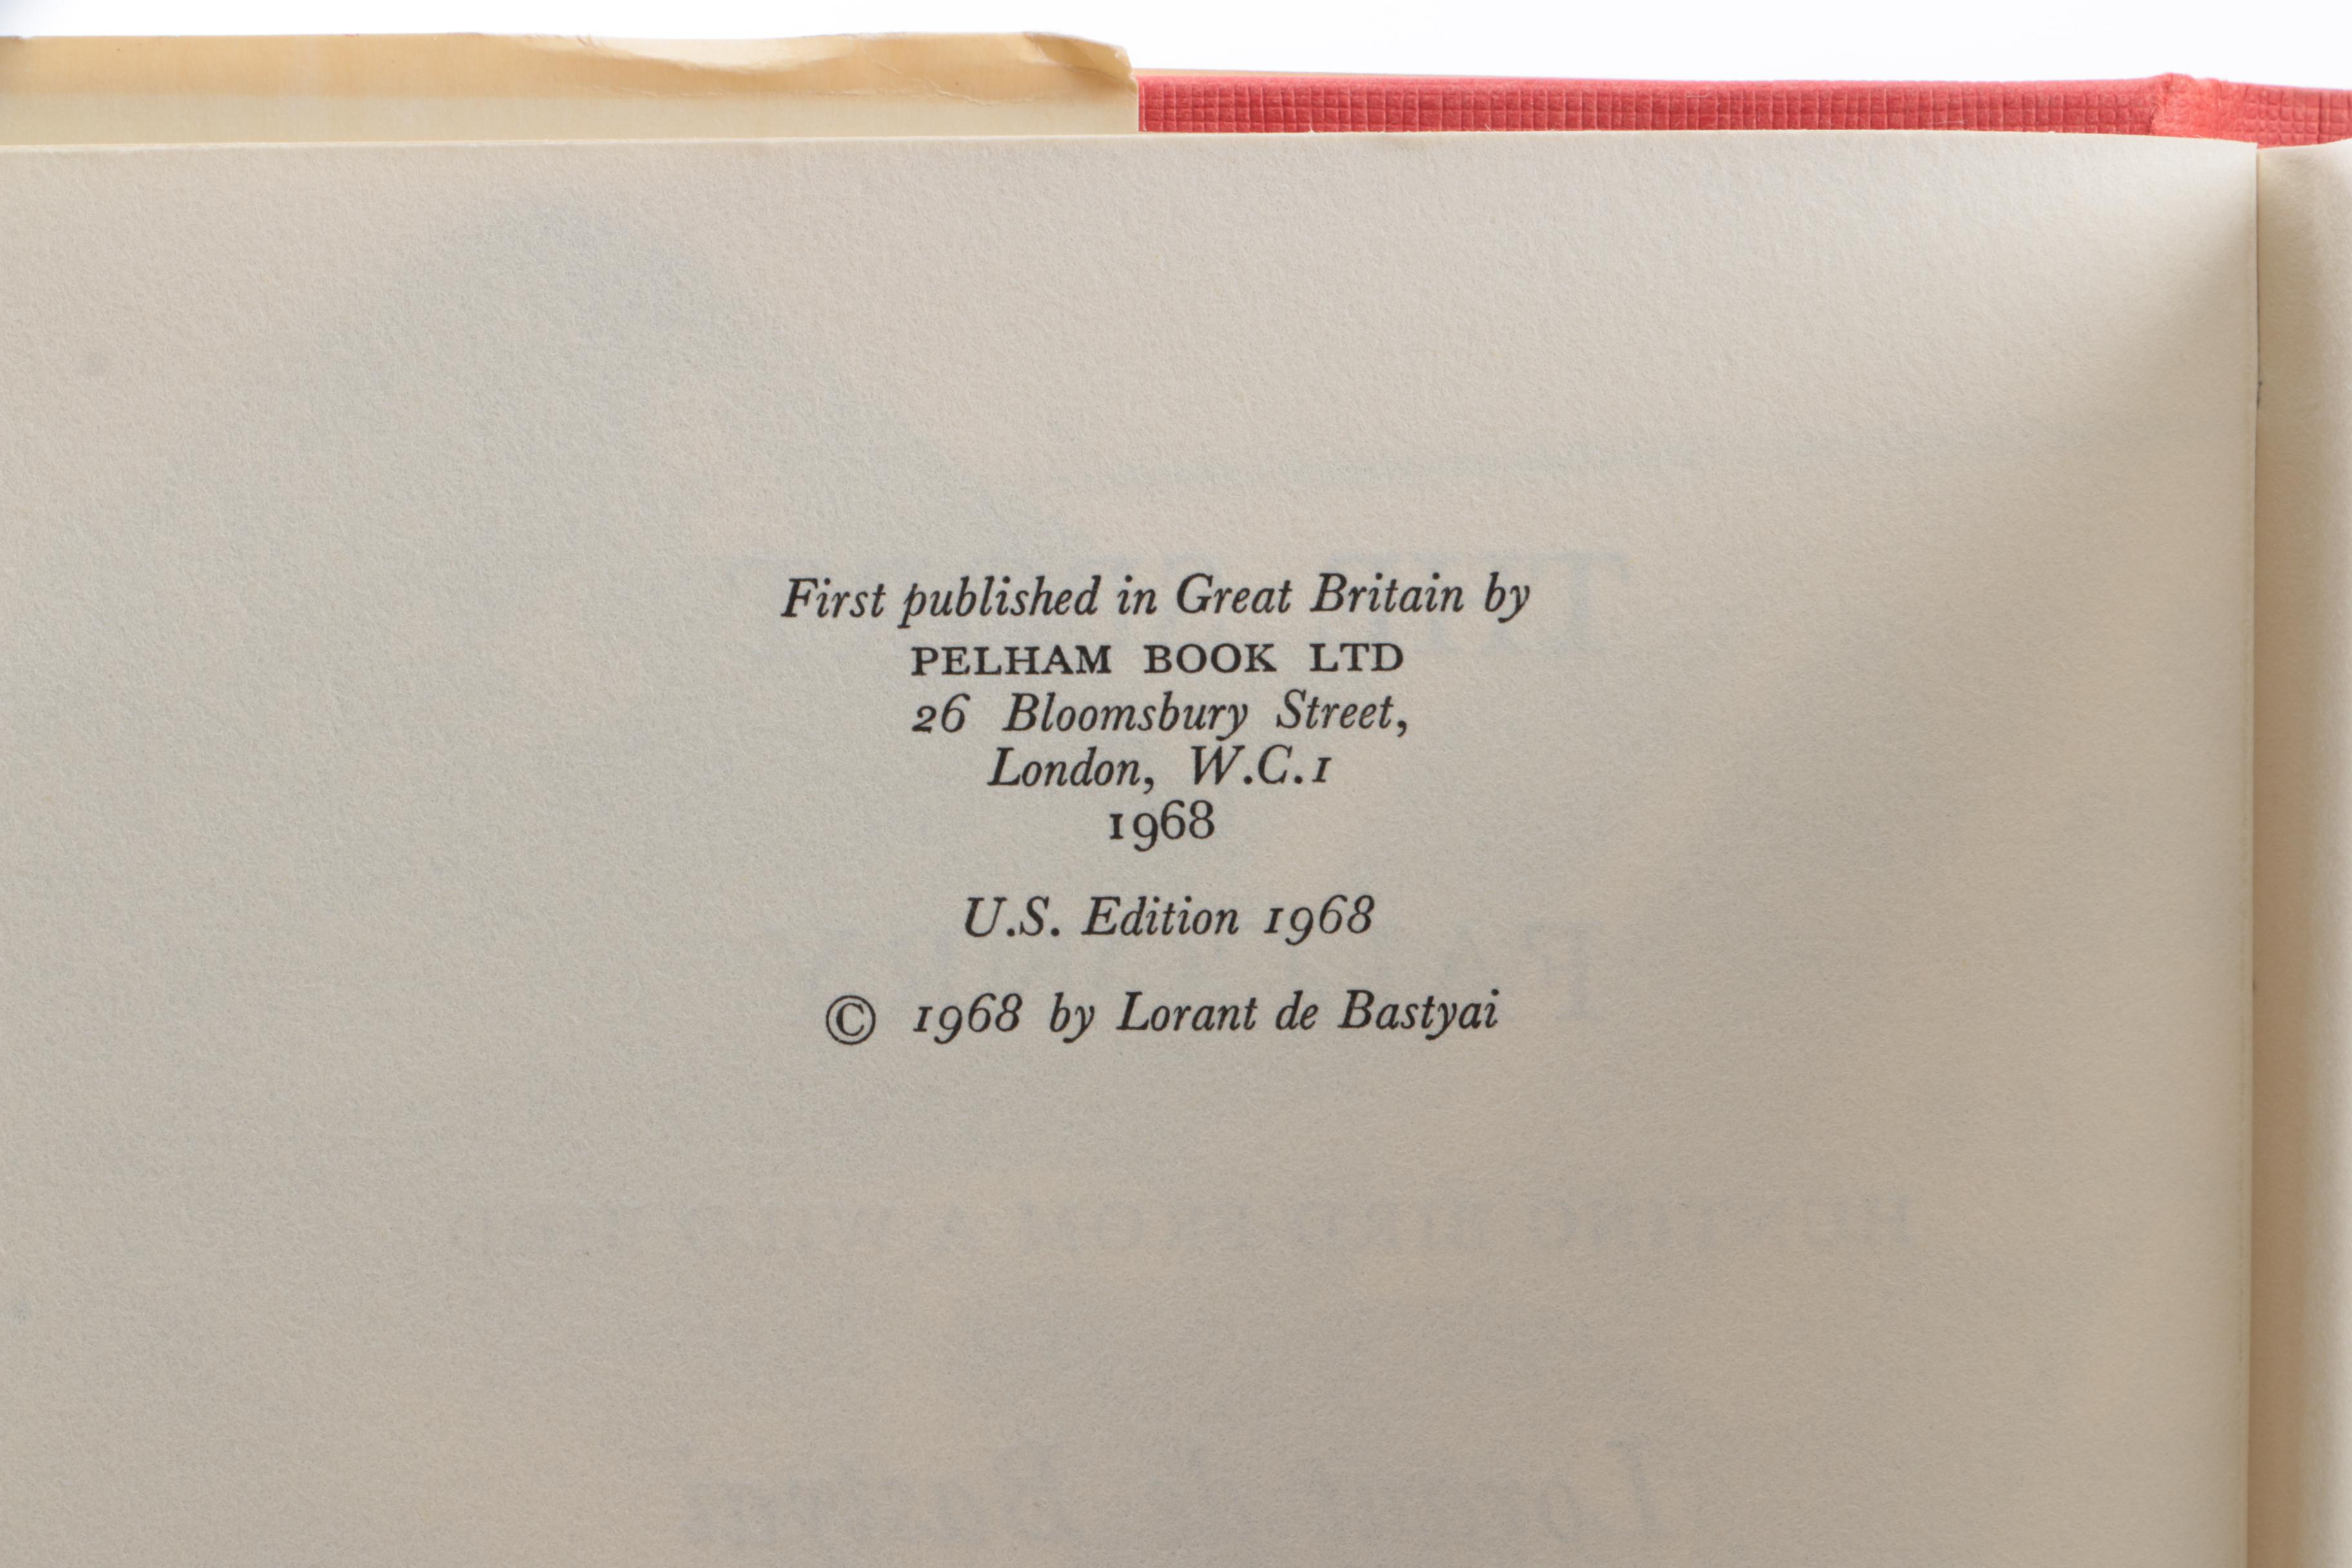 First published in Great Britain by
PELHAM BOOK LTD
26 Bloomsbury Street,
London, W.C.1
1968
U.S. Edition 1968
© 1968 by Lorant de Bastyai